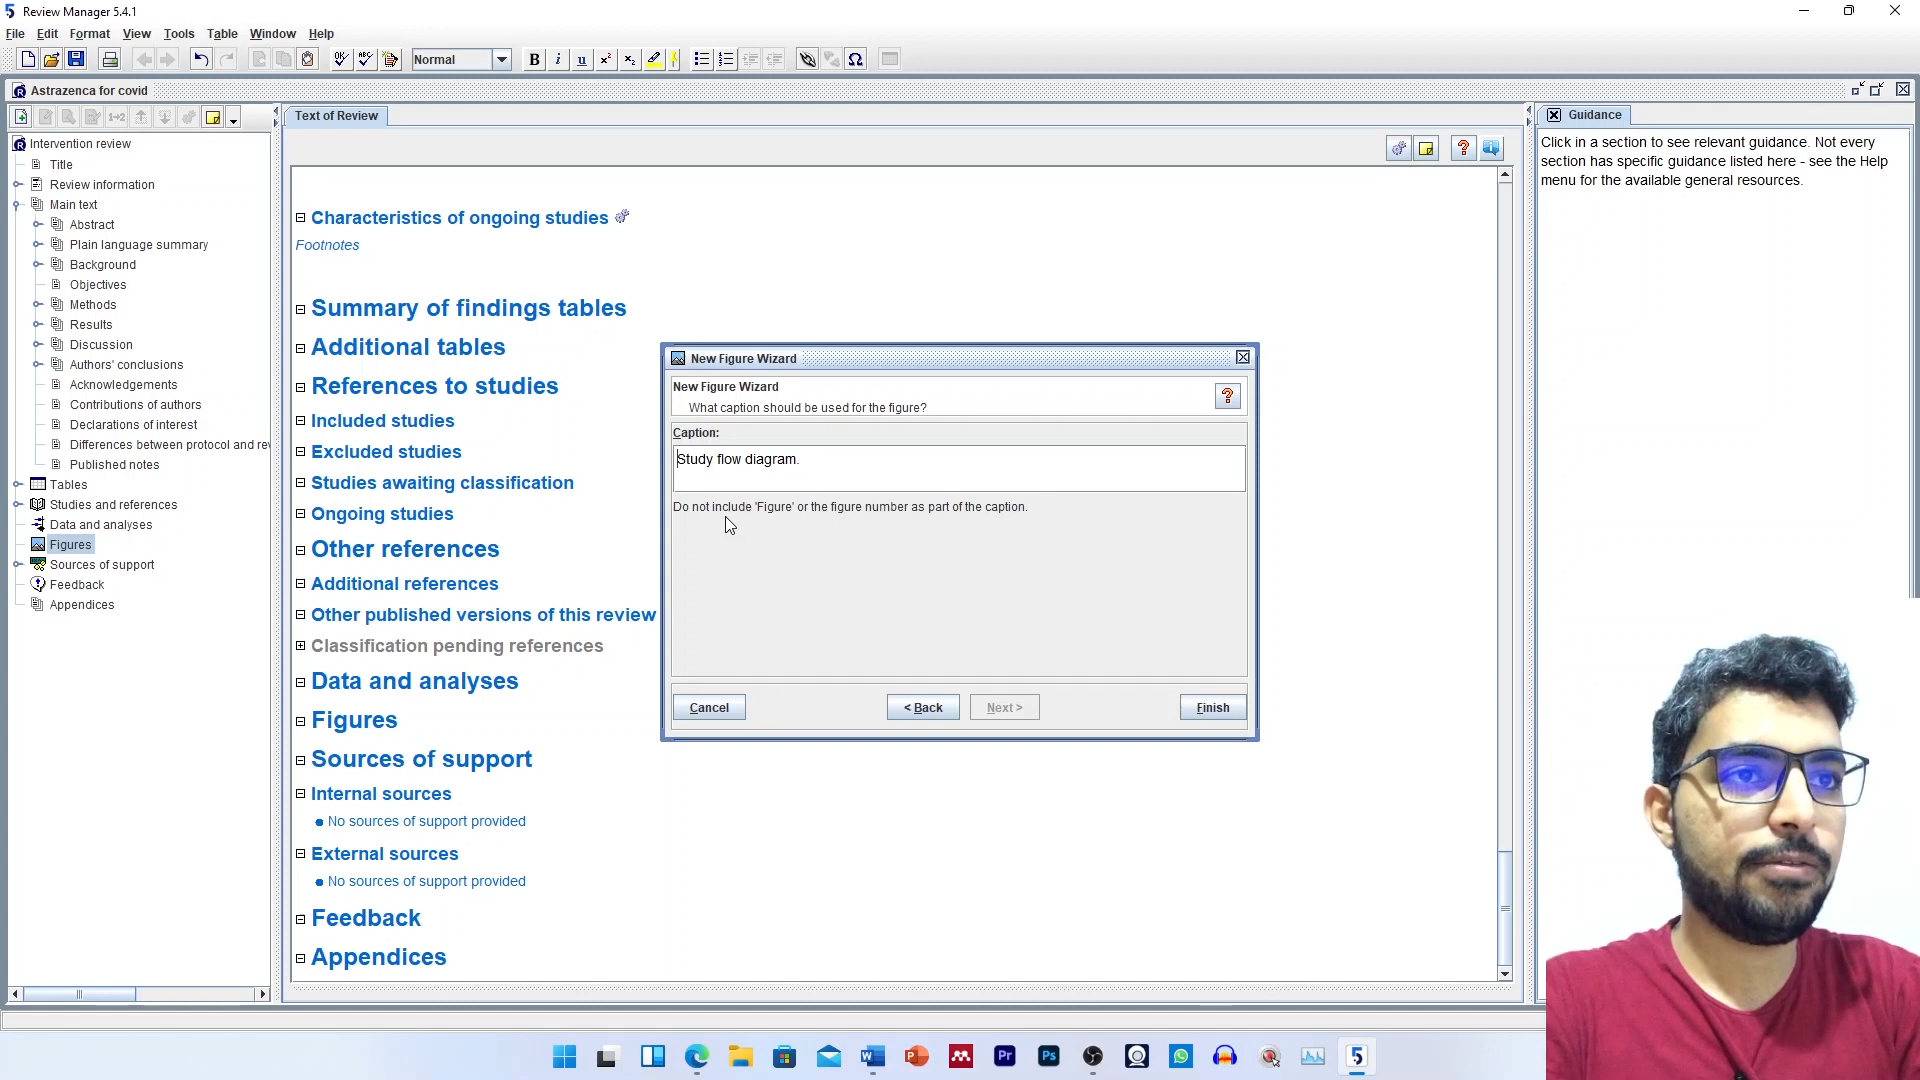 Review Manager 5.4.1
File Edit Format View Tools Table Window Help
Normal
B i u x² x₂
Astrazenca for covid
Intervention review
Title
Review information
Main text
Abstract
Plain language summary
Background
Objectives
Methods
Results
Discussion
Authors' conclusions
Acknowledgements
Contributions of authors
Declarations of interest
Differences between protocol and re
Published notes
Tables
Studies and references
Data and analyses
Figures
Sources of support
Feedback
Appendices
Text of Review
Characteristics of ongoing studies
Footnotes
Summary of findings tables
Additional tables
References to studies
Included studies
Excluded studies
Studies awaiting classification
Ongoing studies
Other references
Additional references
Other published versions of this review
Classification pending references
Data and analyses
Figures
Sources of support
Internal sources
No sources of support provided
External sources
No sources of support provided
Feedback
Appendices
New Figure Wizard
New Figure Wizard
What caption should be used for the figure?
Caption:
Study flow diagram.
Do not include 'Figure' or the figure number as part of the caption.
Cancel
< Back
Next >
Finish
Guidance
Click in a section to see relevant guidance. Not every
section has specific guidance listed here - see the Help
menu for the available general resources.